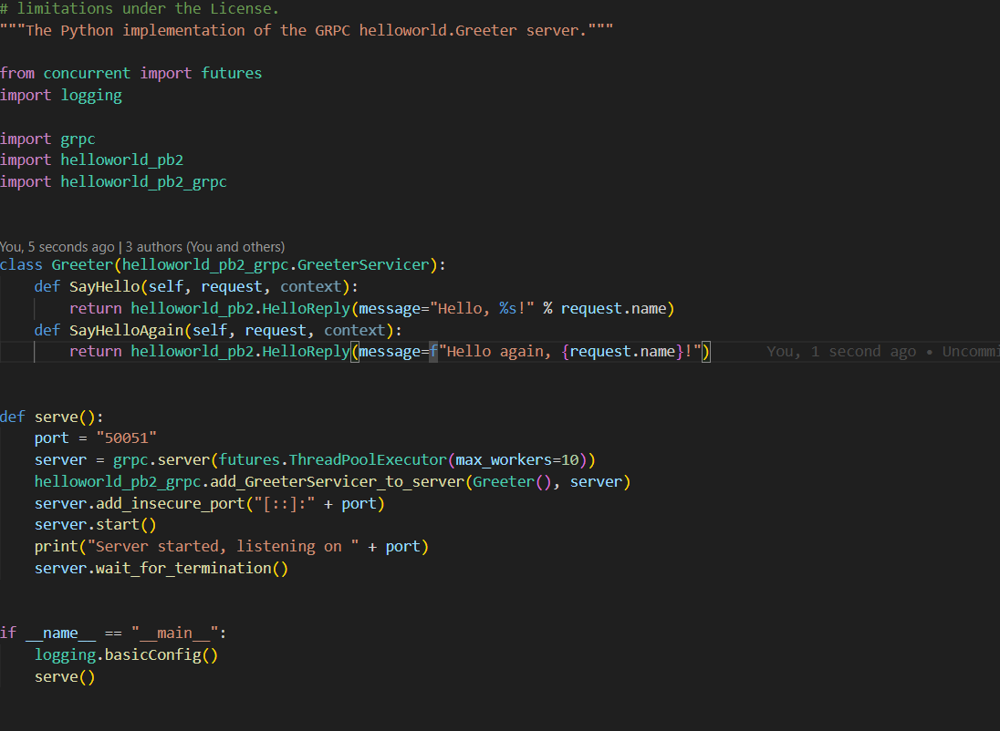 # limitations under the License.
"""The Python implementation of the GRPC helloworld.Greeter server."""
from concurrent import futures
import logging
import grpc
import helloworld_pb2
import helloworld_pb2_grpc
You, 5 seconds ago | 3 authors (You and others)
class Greeter(helloworld_pb2_grpc.GreeterServicer):
    def SayHello(self, request, context):
        return helloworld_pb2.HelloReply(message="Hello, %s!" % request.name)
    def SayHelloAgain(self, request, context):
        return helloworld_pb2.HelloReply(message=f"Hello again, {request.name}!") You, 1 second ago • Uncommi
def serve():
    port = "50051"
    server = grpc.server(futures.ThreadPoolExecutor(max_workers=10))
    helloworld_pb2_grpc.add_GreeterServicer_to_server(Greeter(), server)
    server.add_insecure_port("[::]:" + port)
    server.start()
    print("Server started, listening on " + port)
    server.wait_for_termination()
if __name__ == "__main__":
    logging.basicConfig()
    serve()